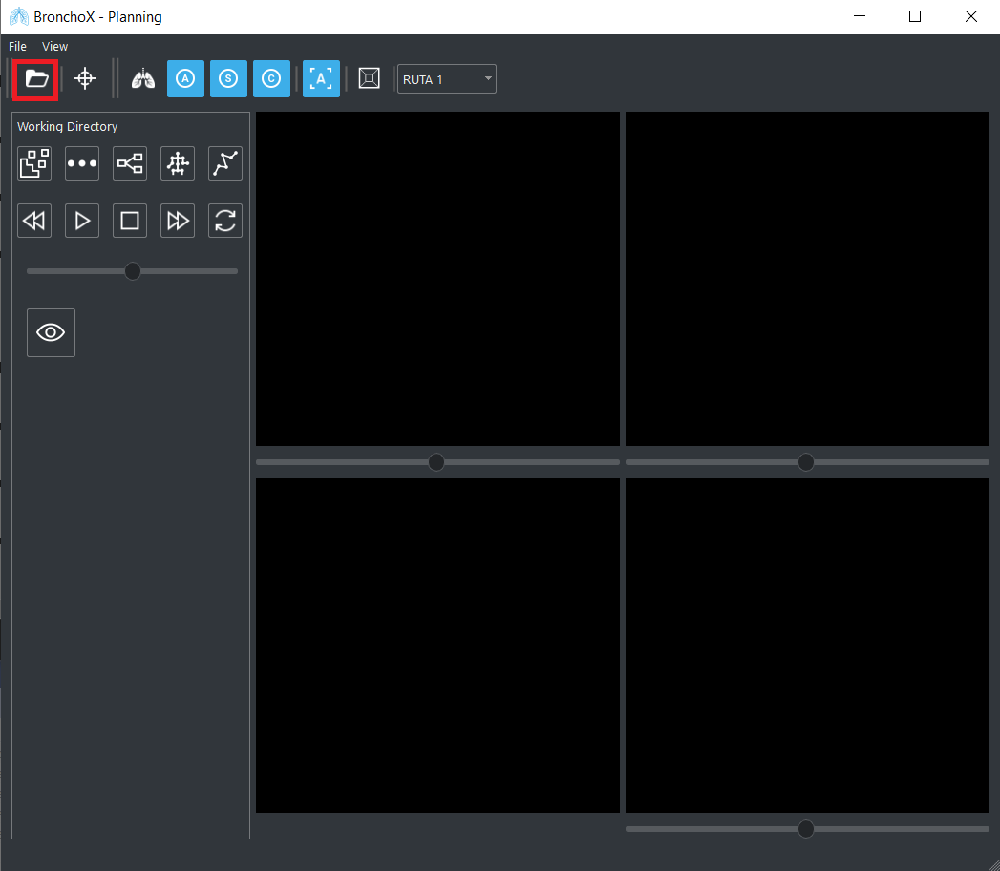 BronchoX - Planning
File View
A S C A RUTA 1
Working Directory